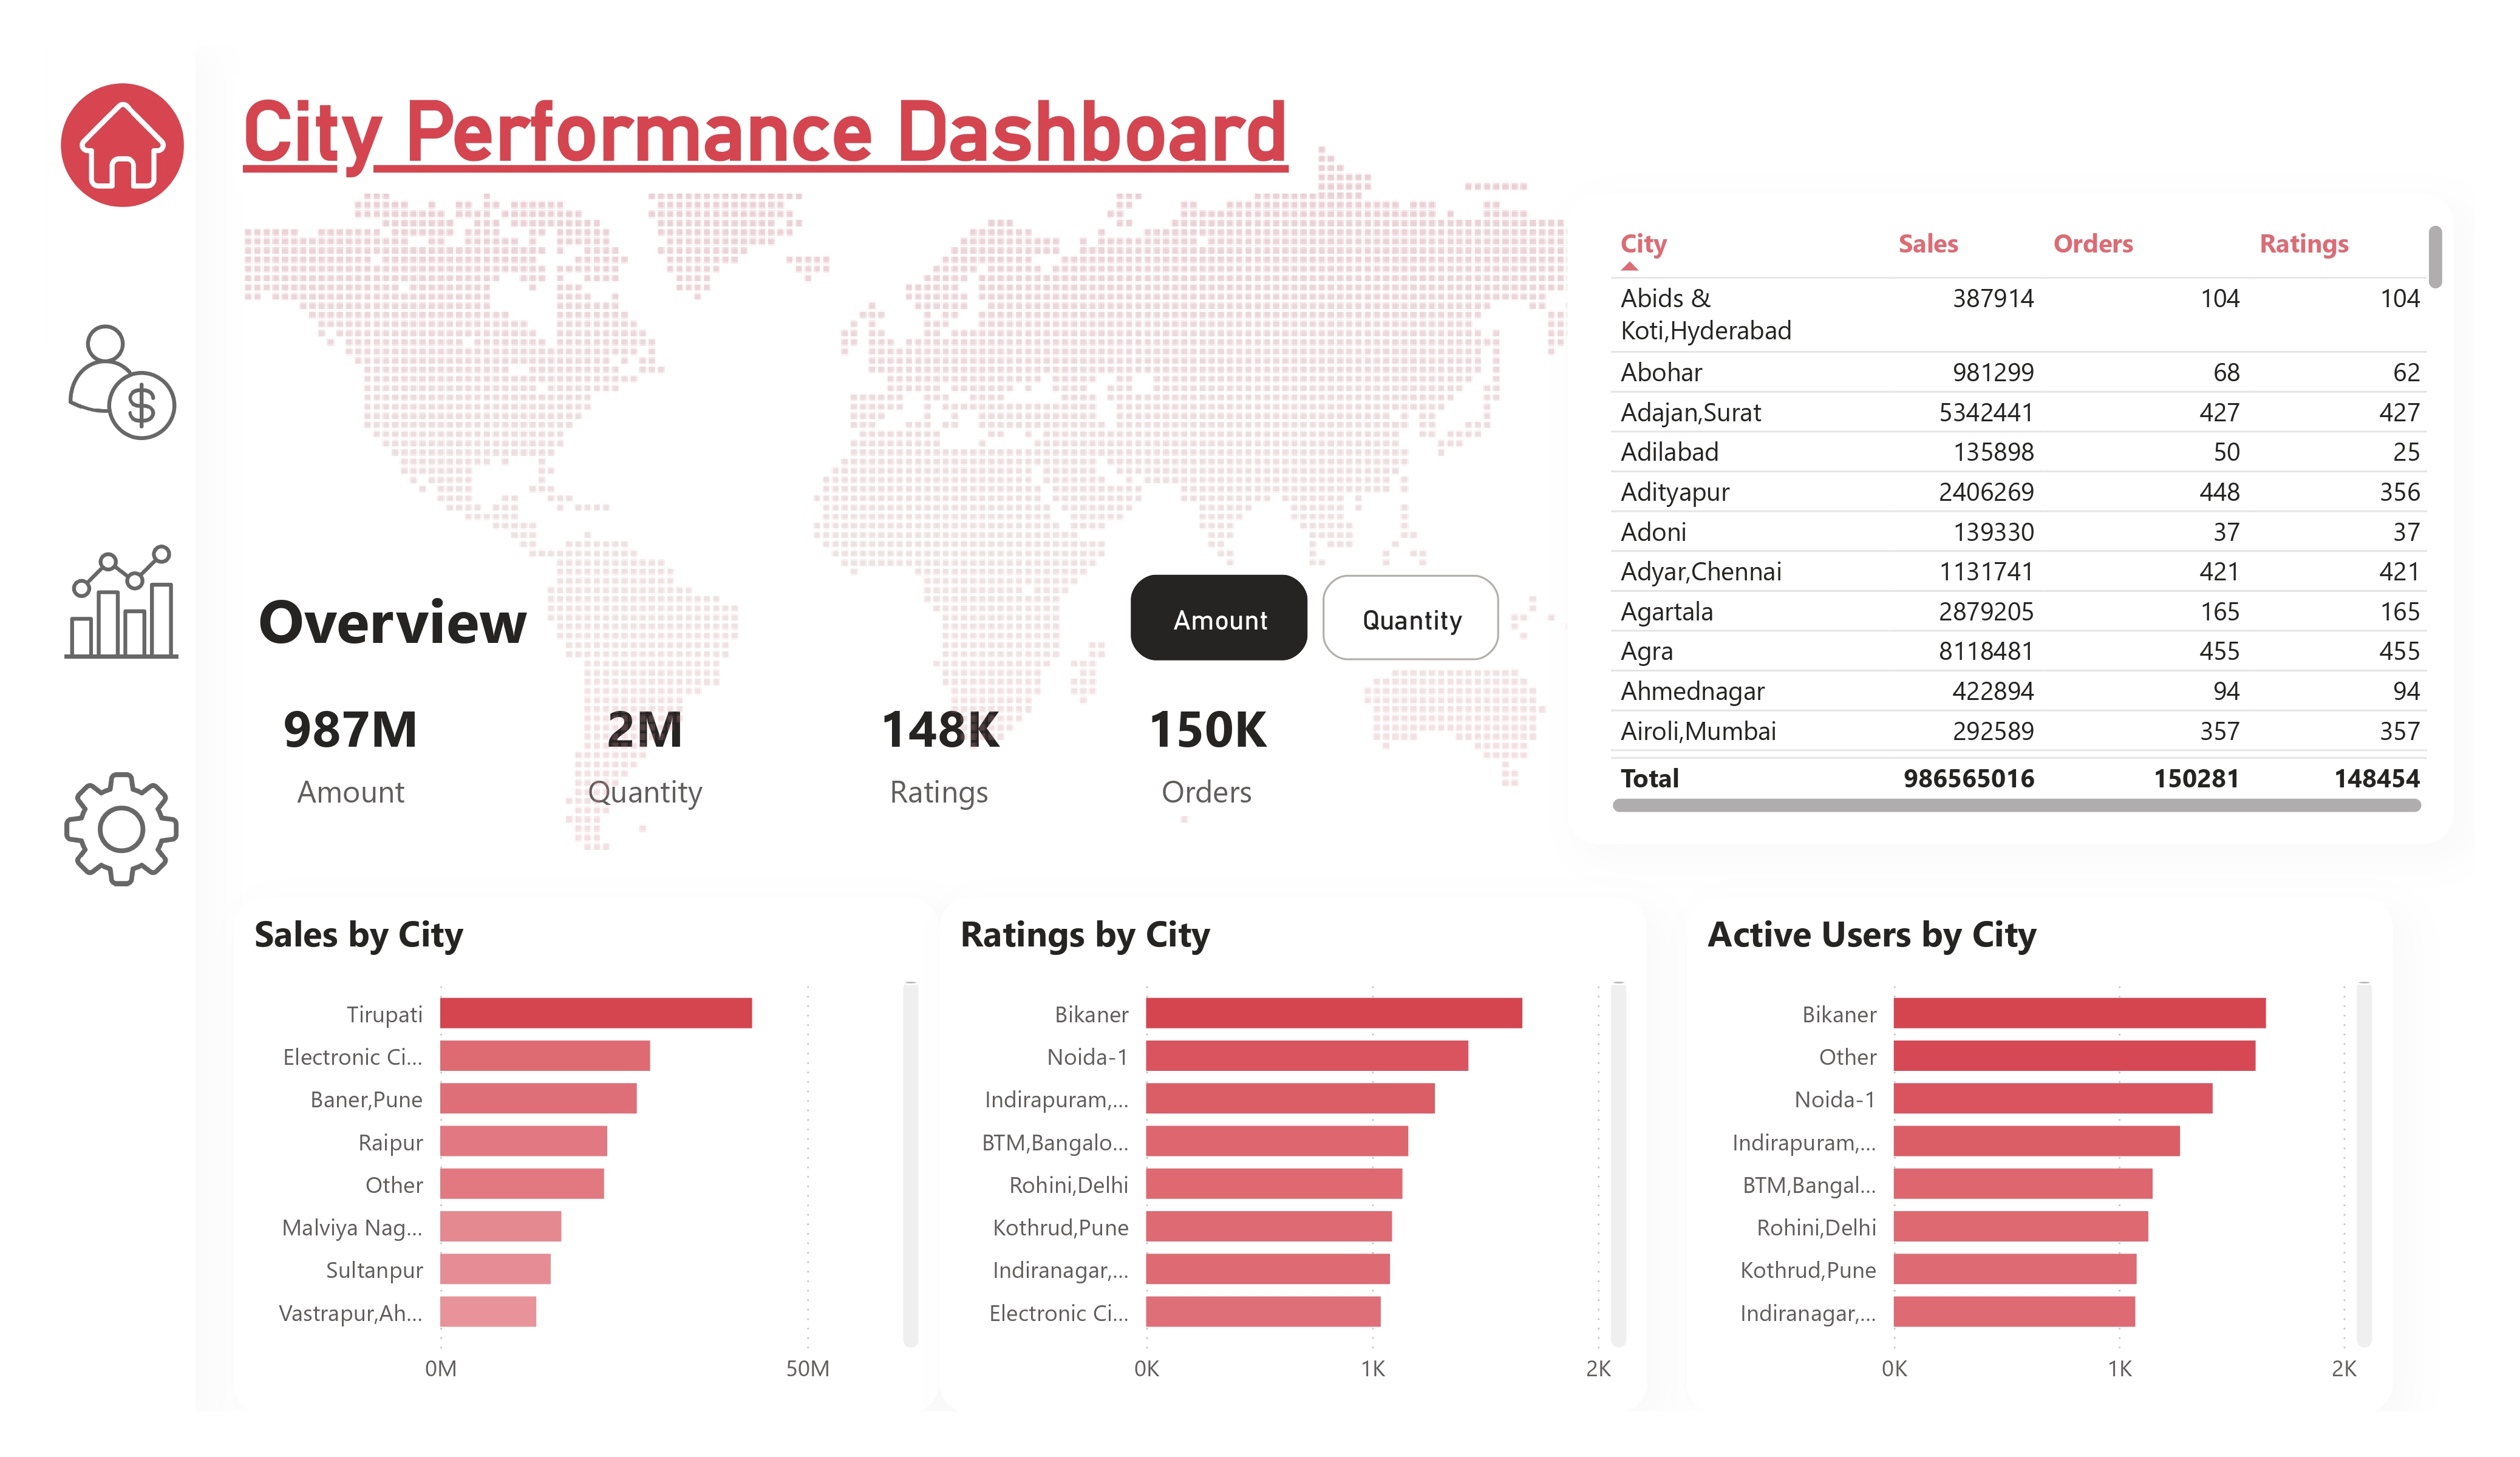 City Performance Dashboard
Overview
Amount
Quantity
987M
2M
148K
150K
Amount
Quantity
Ratings
Orders
City Sales Orders Ratings
Abids &
Koti,Hyderabad 387914 104 104
Abohar 981299 68 62
Adajan,Surat 5342441 427 427
Adilabad 135898 50 25
Adityapur 2406269 448 356
Adoni 139330 37 37
Adyar,Chennai 1131741 421 421
Agartala 2879205 165 165
Agra 8118481 455 455
Ahmednagar 422894 94 94
Airoli,Mumbai 292589 357 357
Total 986565016 150281 148454
Sales by City
Tirupati
Electronic Ci...
Baner,Pune
Raipur
Other
Malviya Nag...
Sultanpur
Vastrapur,Ah...
0M 50M
Ratings by City
Bikaner
Noida-1
Indirapuram,...
BTM,Bangalo...
Rohini,Delhi
Kothrud,Pune
Indiranagar,...
Electronic Ci...
0K 1K 2K
Active Users by City
Bikaner
Other
Noida-1
Indirapuram,...
BTM,Bangal...
Rohini,Delhi
Kothrud,Pune
Indiranagar,...
0K 1K 2K